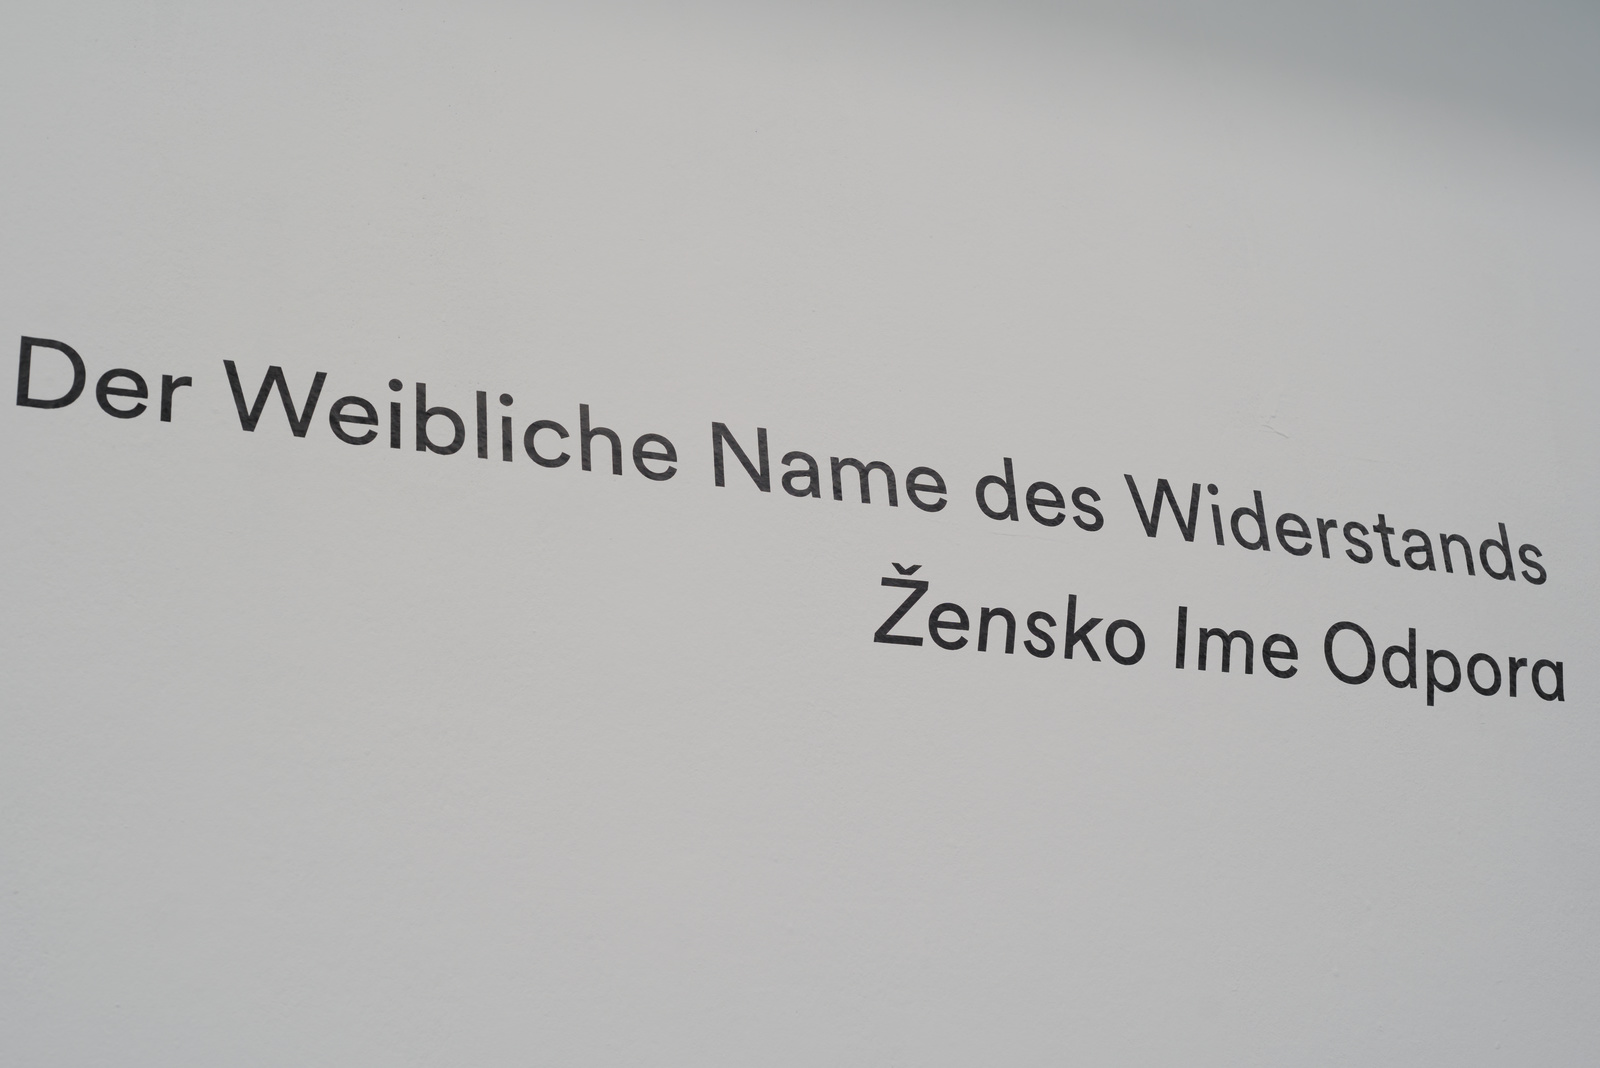 Der Weibliche Name des Widerstands
Žensko Ime Odpora